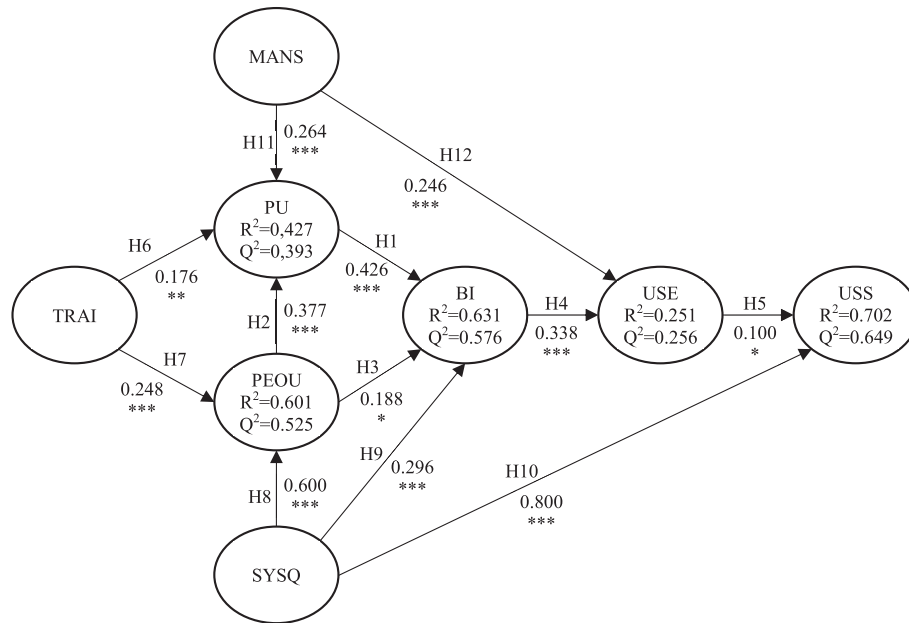 MANS
H11
0.264
***
H12
0.246
***
PU
R²=0,427
Q²=0,393
H6
0.176
**
H1
0.426
***
TRAI
H2
0.377
***
BI
R²=0.631
Q²=0.576
H4
0.338
***
USE
R²=0.251
Q²=0.256
H5
0.100
*
USS
R²=0.702
Q²=0.649
H7
0.248
***
PEOU
R²=0.601
Q²=0.525
H3
0.188
*
H8
0.600
***
H9
0.296
***
H10
0.800
***
SYSQ